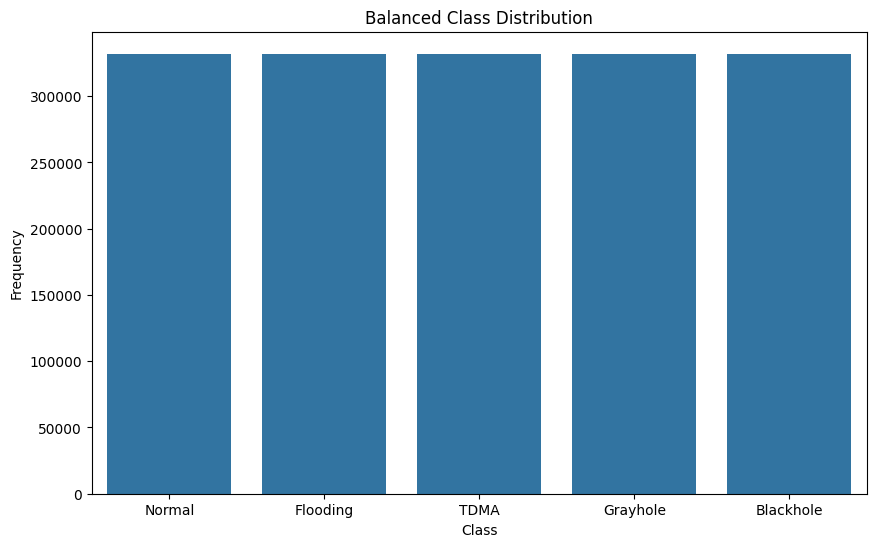 Balanced Class Distribution
Frequency
300000
250000
200000
150000
100000
50000
0
Normal Flooding TDMA Grayhole Blackhole
Class